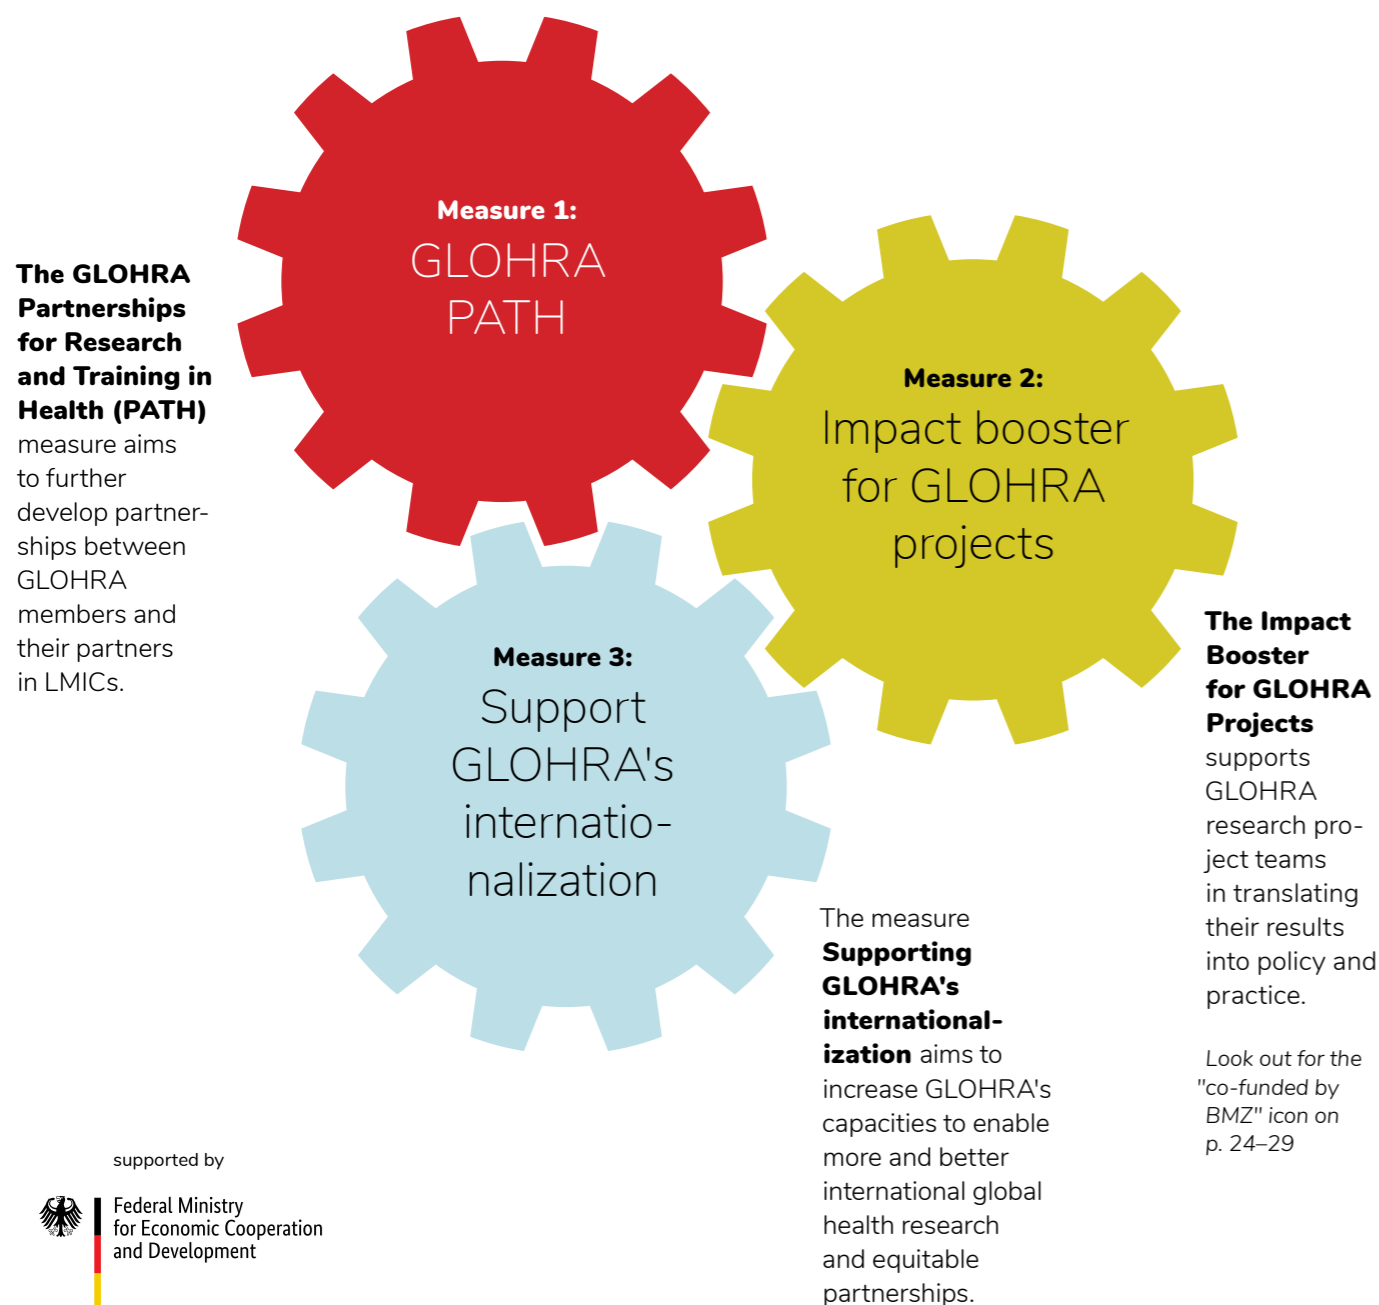 Measure 1:
GLOHRA
PATH
The GLOHRA
Partnerships
for Research
and Training in
Health (PATH)
measure aims
to further
develop partner-
ships between
GLOHRA
members and
their partners
in LMICs.
Measure 2:
Impact booster
for GLOHRA
projects
The Impact
Booster
for GLOHRA
Projects
supports
GLOHRA
research pro-
ject teams
in translating
their results
into policy and
practice.
Look out for the
"co-funded by
BMZ" icon on
p. 24–29
Measure 3:
Support
GLOHRA's
internatio-
nalization
The measure
Supporting
GLOHRA's
international-
ization aims to
increase GLOHRA's
capacities to enable
more and better
international global
health research
and equitable
partnerships.
supported by
Federal Ministry
for Economic Cooperation
and Development